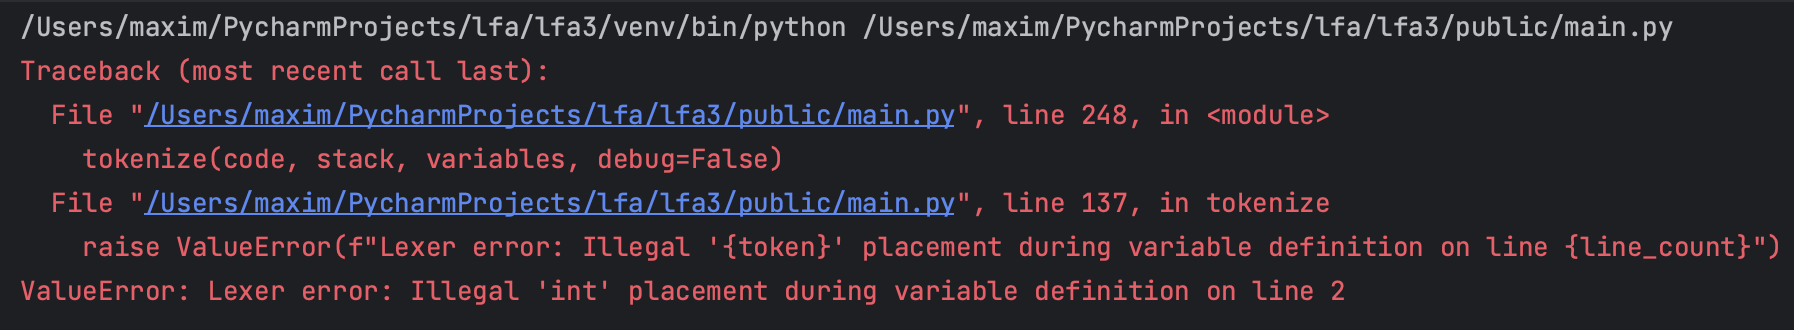 /Users/maxim/PycharmProjects/lfa/lfa3/venv/bin/python /Users/maxim/PycharmProjects/lfa/lfa3/public/main.py
Traceback (most recent call last):
  File "/Users/maxim/PycharmProjects/lfa/lfa3/public/main.py", line 248, in <module>
    tokenize(code, stack, variables, debug=False)
  File "/Users/maxim/PycharmProjects/lfa/lfa3/public/main.py", line 137, in tokenize
    raise ValueError(f"Lexer error: Illegal '{token}' placement during variable definition on line {line_count}")
ValueError: Lexer error: Illegal 'int' placement during variable definition on line 2